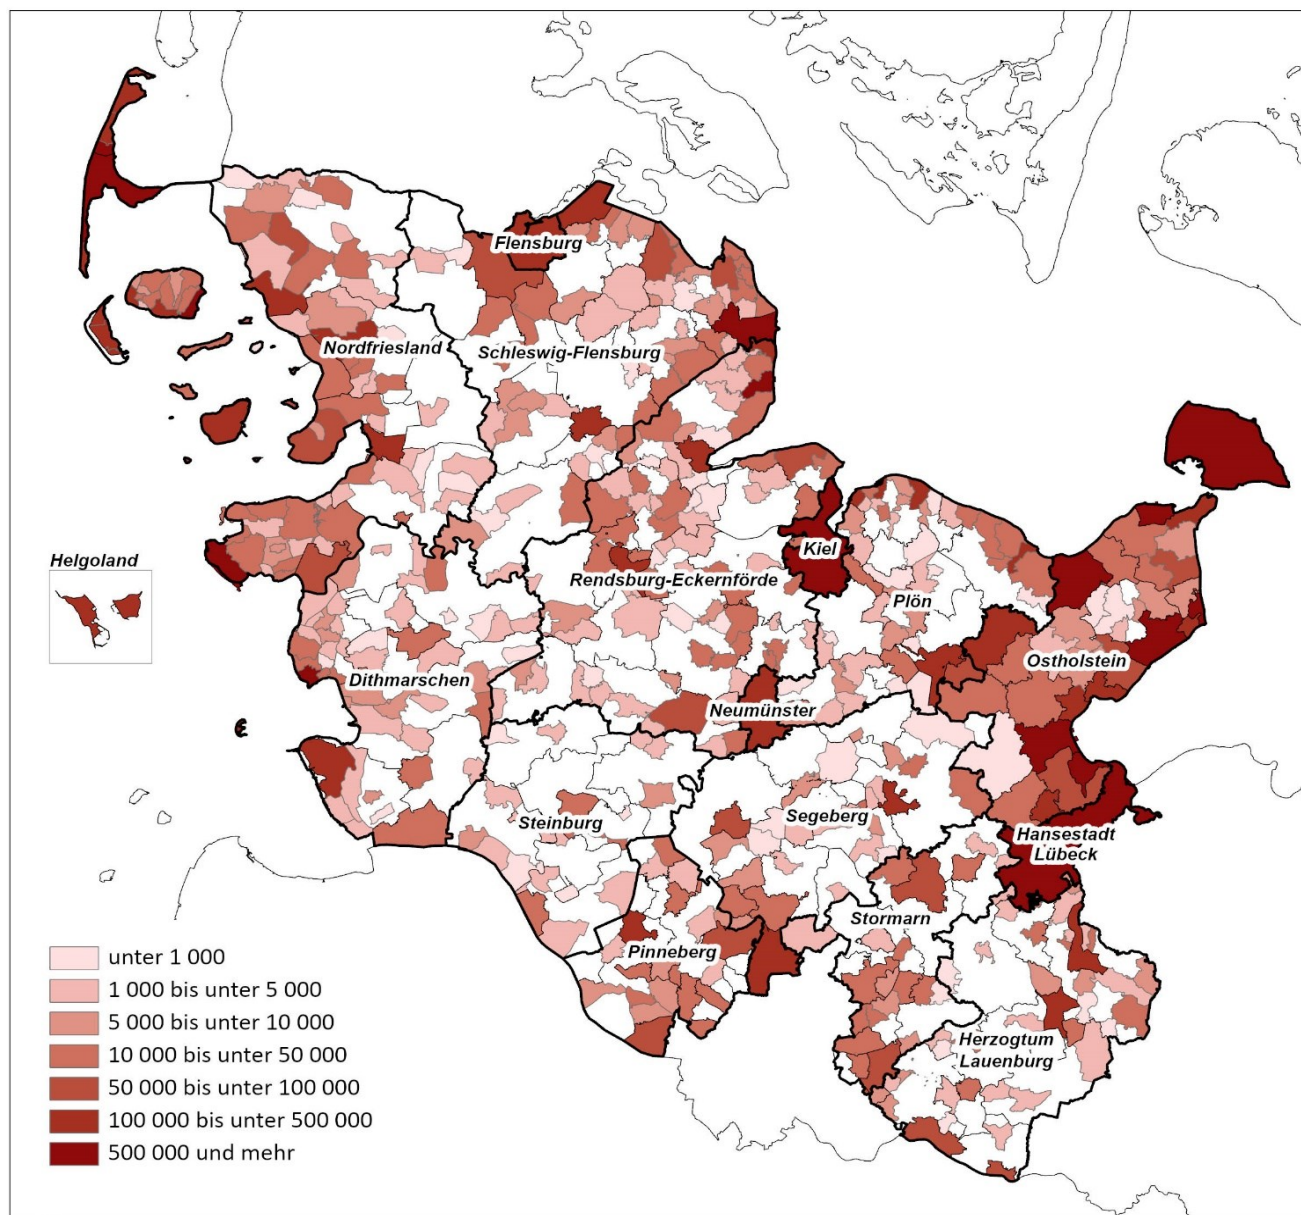 Flensburg
Nordfriesland
Schleswig-Flensburg
Kiel
Helgoland
Rendsburg-Eckernförde
Plön
Ostholstein
Dithmarschen
Neumünster
Steinburg
Segeberg
Hansestadt
Lübeck
Stormarn
Pinneberg
Herzogtum
Lauenburg
unter 1 000
1 000 bis unter 5 000
5 000 bis unter 10 000
10 000 bis unter 50 000
50 000 bis unter 100 000
100 000 bis unter 500 000
500 000 und mehr